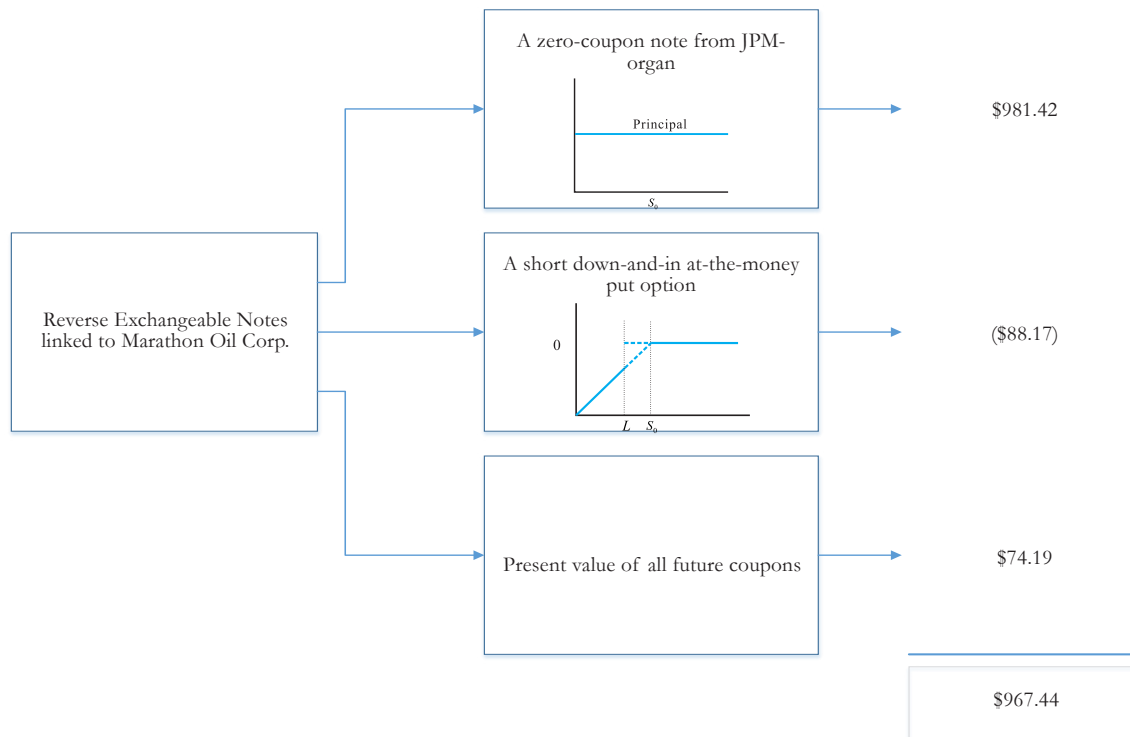 A zero-coupon note from JPM-
organ
Principal
S₀
$981.42
Reverse Exchangeable Notes
linked to Marathon Oil Corp.
A short down-and-in at-the-money
put option
0
L S₀
($88.17)
Present value of all future coupons
$74.19
$967.44